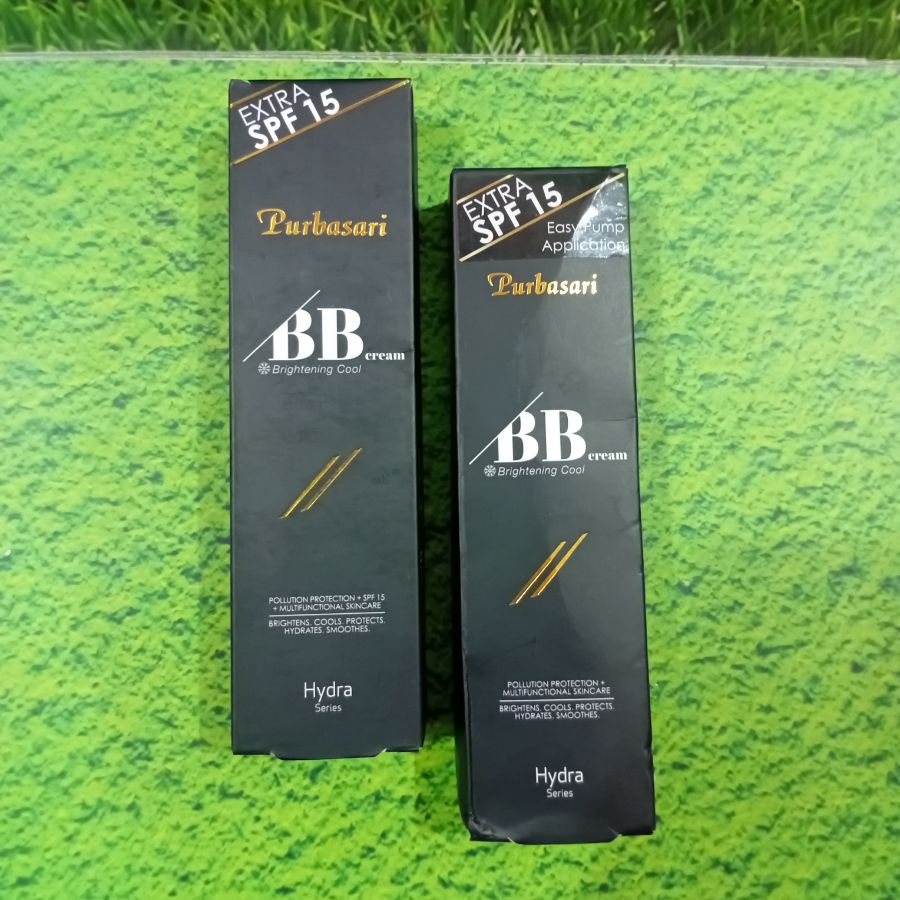 EXTRA
SPF 15
Purbasari
BB cream
Brightening Cool
POLLUTION PROTECTION + SPF 15
+ MULTIFUNCTIONAL SKINCARE
BRIGHTENS. COOLS. PROTECTS.
HYDRATES. SMOOTHES.
Hydra
Series
EXTRA
SPF 15
Easy Pump
Application
Purbasari
BB cream
Brightening Cool
POLLUTION PROTECTION +
MULTIFUNCTIONAL SKINCARE
BRIGHTENS. COOLS. PROTECTS.
HYDRATES. SMOOTHES.
Hydra
Series